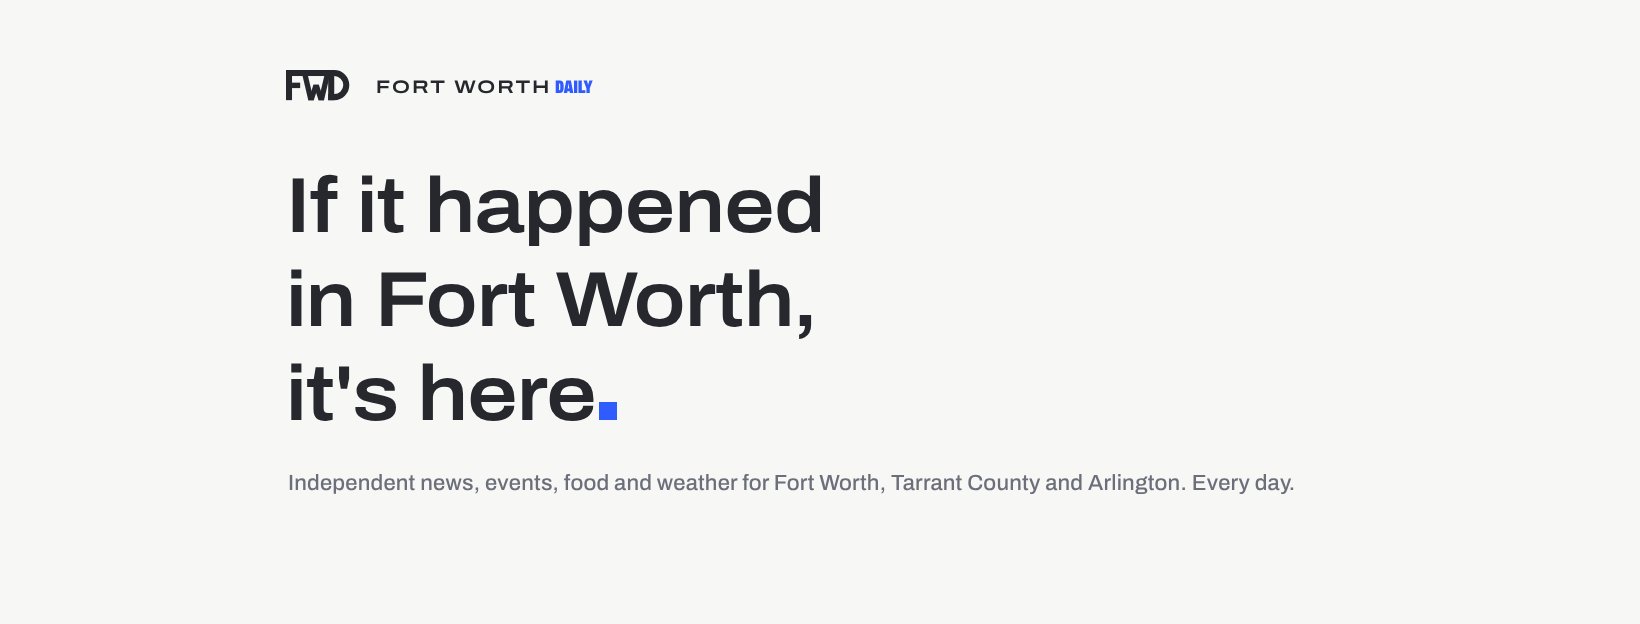 FWD FORT WORTH DAILY
If it happened
in Fort Worth,
it's here.
Independent news, events, food and weather for Fort Worth, Tarrant County and Arlington. Every day.